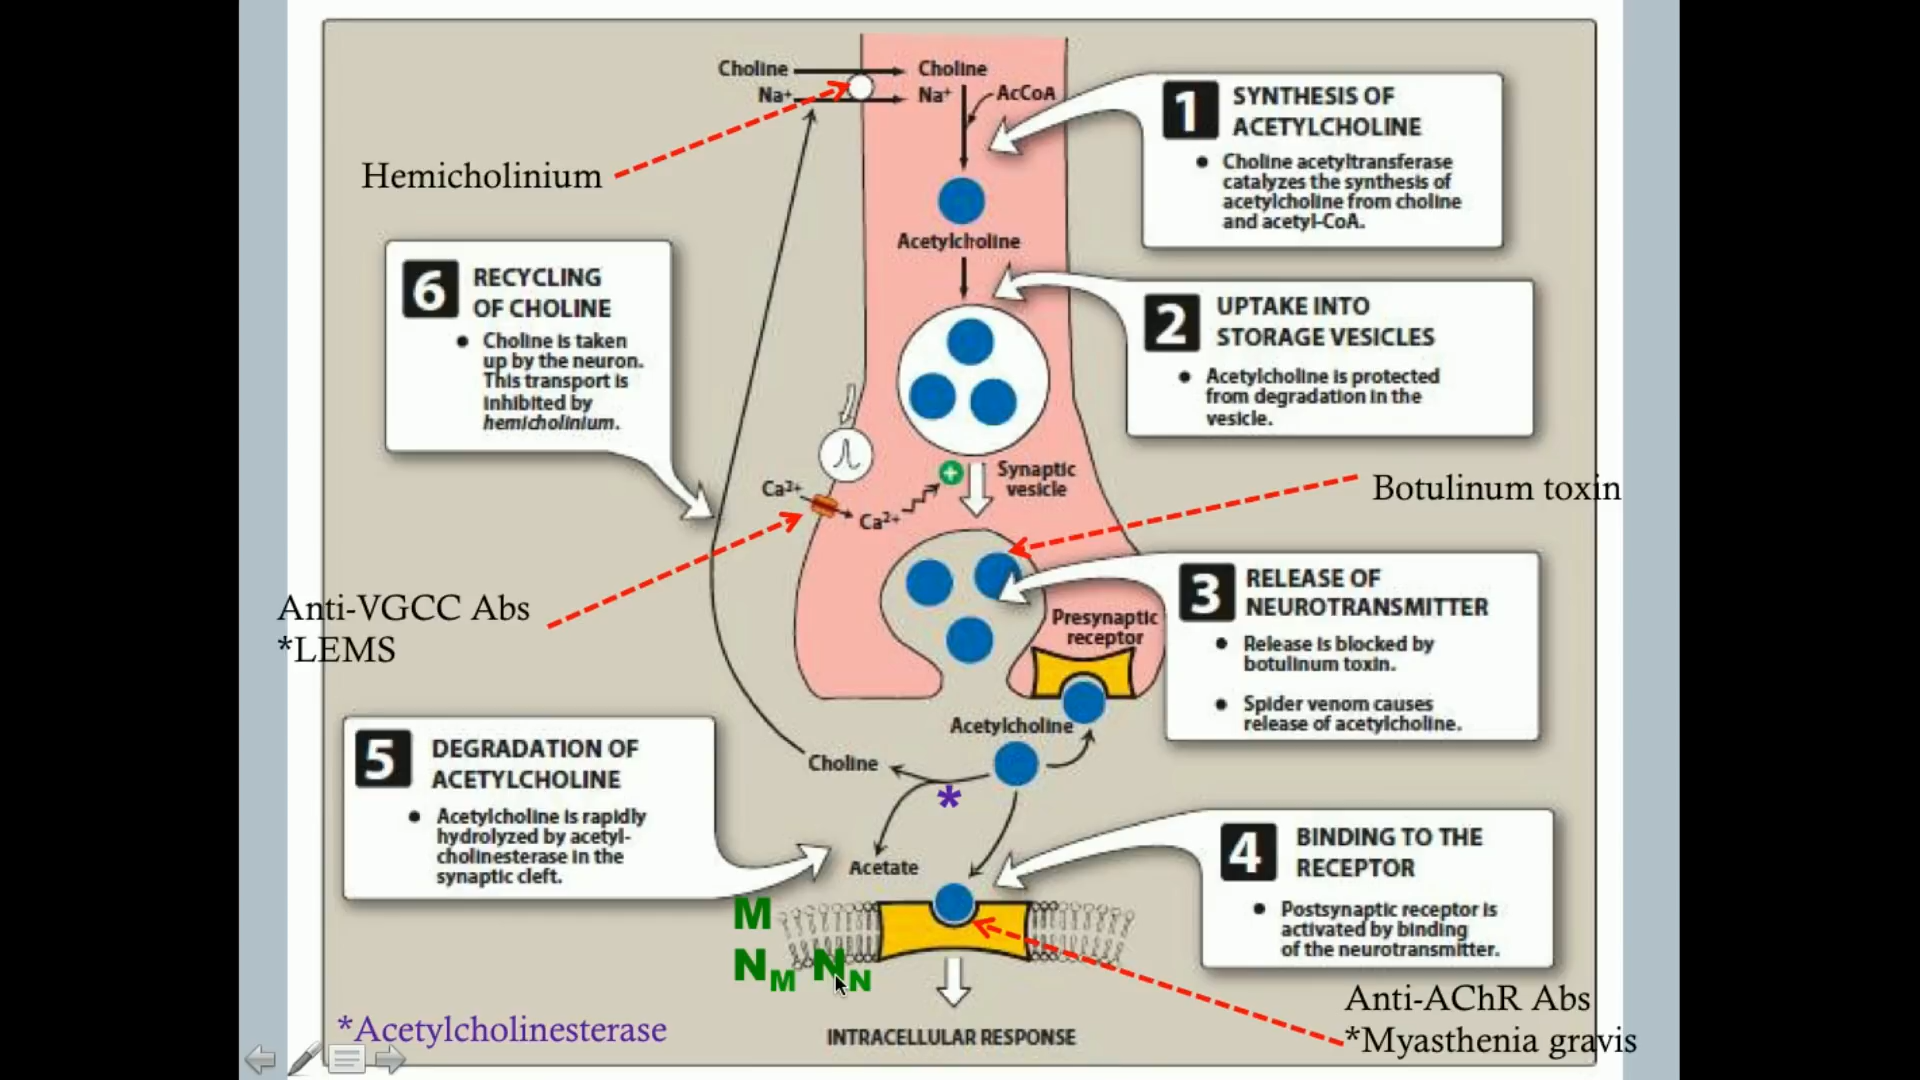 Choline
Choline
Na+
Na+
AcCoA
Hemicholinium
1
SYNTHESIS OF
ACETYLCHOLINE
• Choline acetyltransferase
catalyzes the synthesis of
acetylcholine from choline
and acetyl-CoA.
Acetylcholine
6
RECYCLING
OF CHOLINE
• Choline is taken
up by the neuron.
This transport is
inhibited by
hemicholinium.
2
UPTAKE INTO
STORAGE VESICLES
• Acetylcholine is protected
from degradation in the
vesicle.
+
Synaptic
vesicle
Ca2+
Ca2+
Botulinum toxin
Anti-VGCC Abs
*LEMS
3
RELEASE OF
NEUROTRANSMITTER
• Release is blocked by
botulinum toxin.
• Spider venom causes
release of acetylcholine.
Presynaptic
receptor
Acetylcholine
Choline
*
Acetate
5
DEGRADATION OF
ACETYLCHOLINE
• Acetylcholine is rapidly
hydrolyzed by acetyl-
cholinesterase in the
synaptic cleft.
4
BINDING TO THE
RECEPTOR
• Postsynaptic receptor is
activated by binding
of the neurotransmitter.
M
NM NN
Anti-AChR Abs
*Myasthenia gravis
*Acetylcholinesterase
INTRACELLULAR RESPONSE